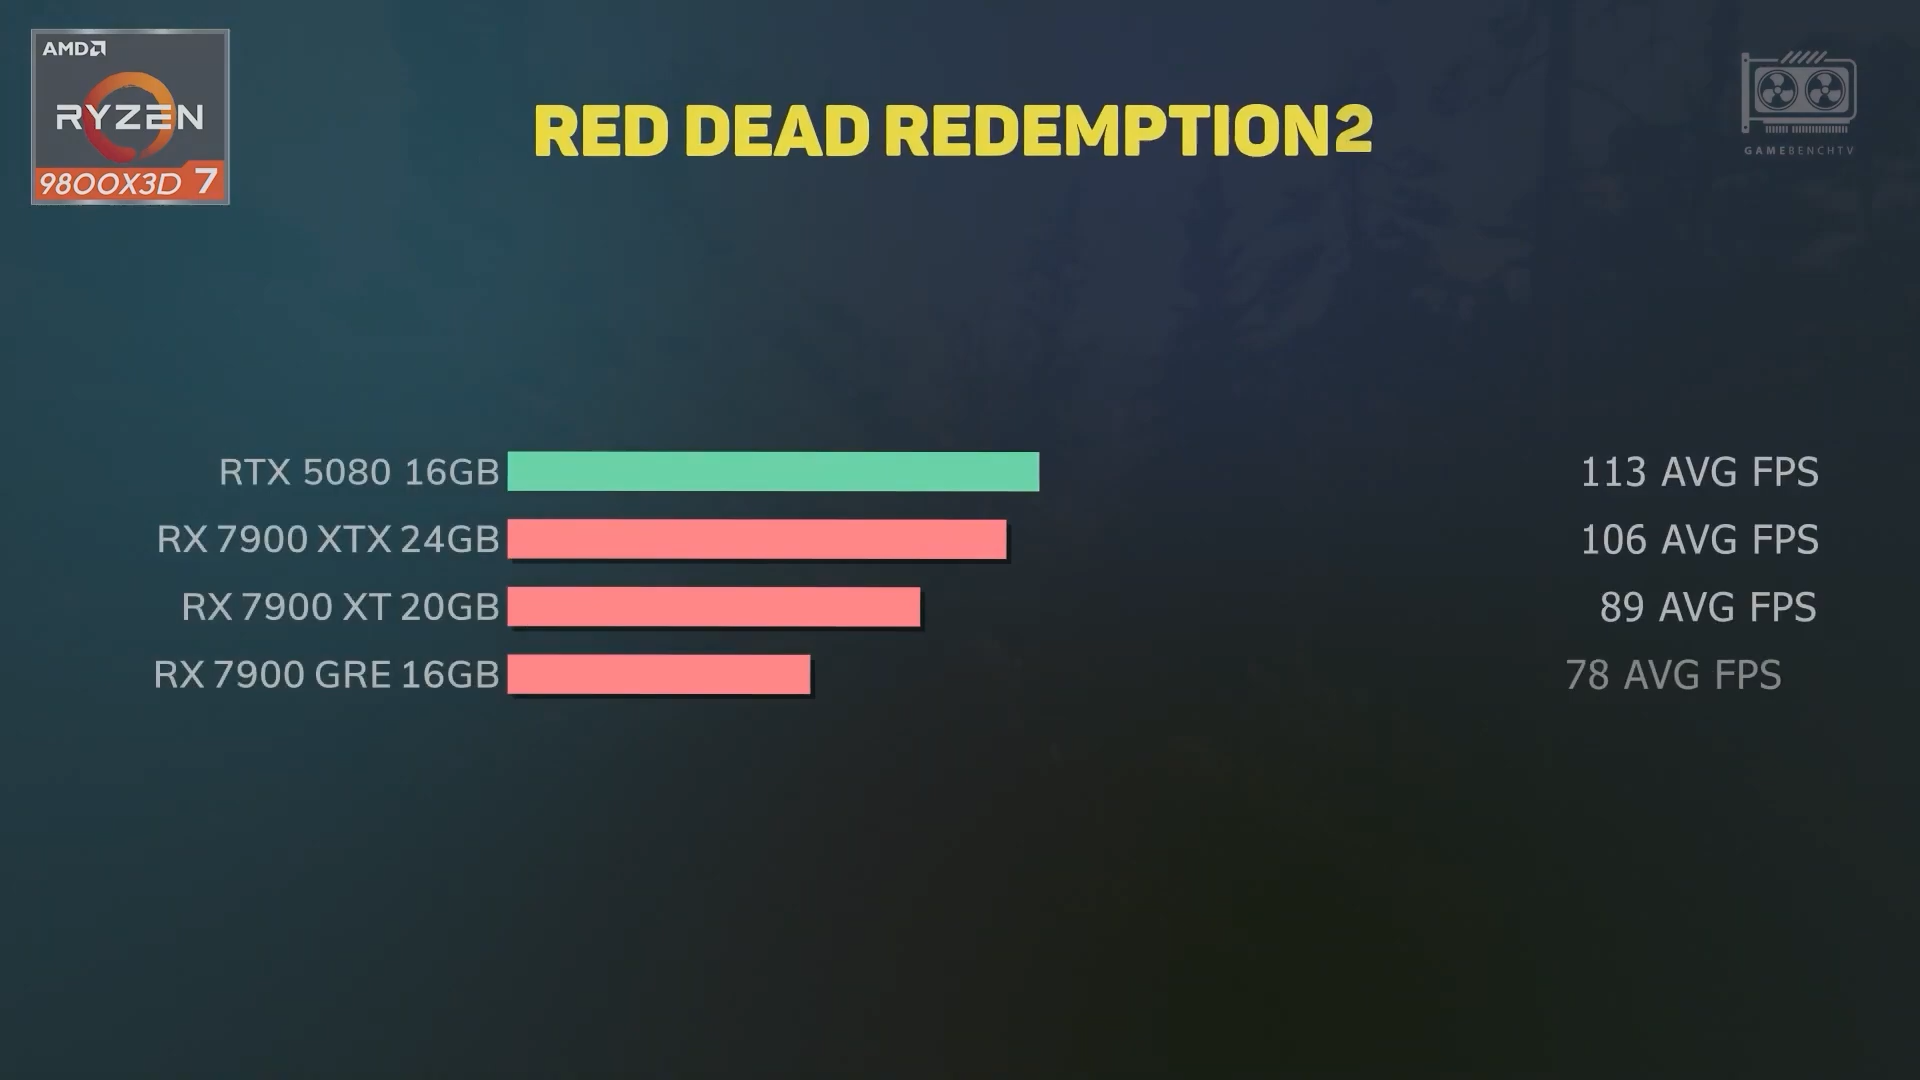 AMD
RYZEN
9800X3D 7
RED DEAD REDEMPTION2
GAMEBENCHTV
RTX 5080 16GB 113 AVG FPS
RX 7900 XTX 24GB 106 AVG FPS
RX 7900 XT 20GB 89 AVG FPS
RX 7900 GRE 16GB 78 AVG FPS